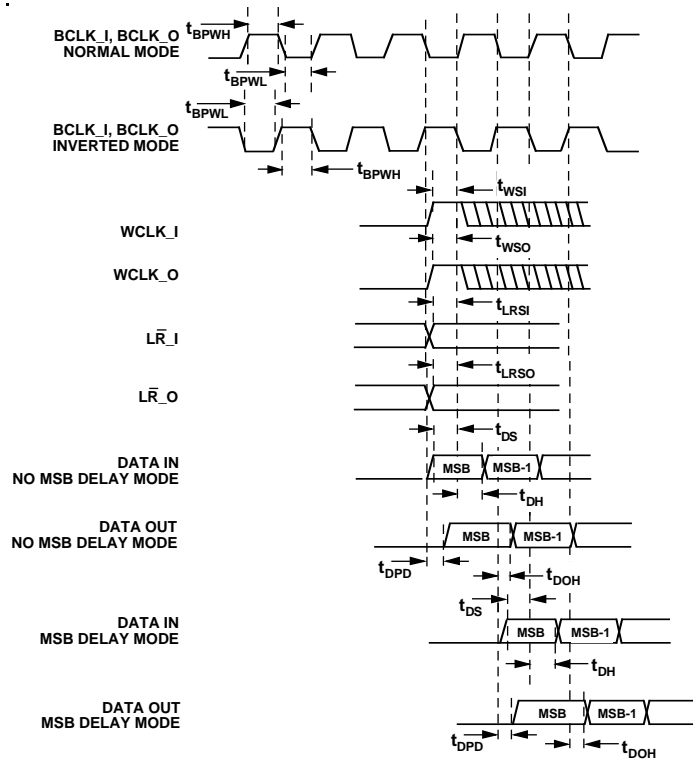 BCLK_I, BCLK_O
NORMAL MODE
tBPWH
tBPWL
tBPWL
BCLK_I, BCLK_O
INVERTED MODE
tBPWH
tWSI
WCLK_I
tWSO
WCLK_O
tLRSI
LR̅_I
tLRSO
LR̅_O
tDS
DATA IN
NO MSB DELAY MODE
MSB
MSB-1
tDH
DATA OUT
NO MSB DELAY MODE
MSB
MSB-1
tDPD
tDOH
tDS
DATA IN
MSB DELAY MODE
MSB
MSB-1
tDH
DATA OUT
MSB DELAY MODE
MSB
MSB-1
tDPD
tDOH